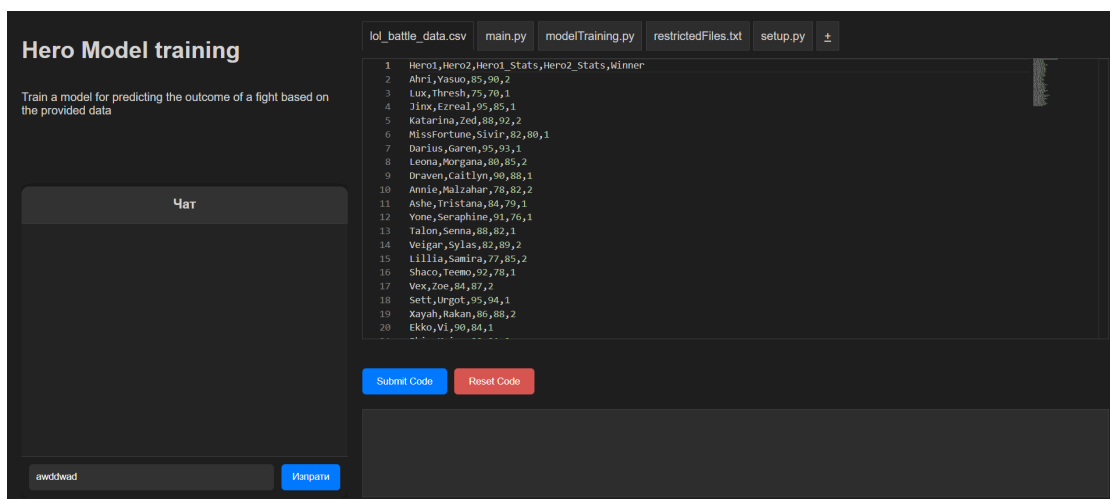 Hero Model training
Train a model for predicting the outcome of a fight based on
the provided data
Чат
awddwad
Изпрати
lol_battle_data.csv
main.py
modelTraining.py
restrictedFiles.txt
setup.py
+
1 Hero1,Hero2,Hero1_Stats,Hero2_Stats,Winner
2 Ahri,Yasuo,85,90,2
3 Lux,Thresh,75,70,1
4 Jinx,Ezreal,95,85,1
5 Katarina,Zed,88,92,2
6 MissFortune,Sivir,82,80,1
7 Darius,Garen,95,93,1
8 Leona,Morgana,80,85,2
9 Draven,Caitlyn,90,88,1
10 Annie,Malzahar,78,82,2
11 Ashe,Tristana,84,79,1
12 Yone,Seraphine,91,76,1
13 Talon,Senna,88,82,1
14 Veigar,Sylas,82,89,2
15 Lillia,Samira,77,85,2
16 Shaco,Teemo,92,78,1
17 Vex,Zoe,84,87,2
18 Sett,Urgot,95,94,1
19 Xayah,Rakan,86,88,2
20 Ekko,Vi,90,84,1
Submit Code
Reset Code